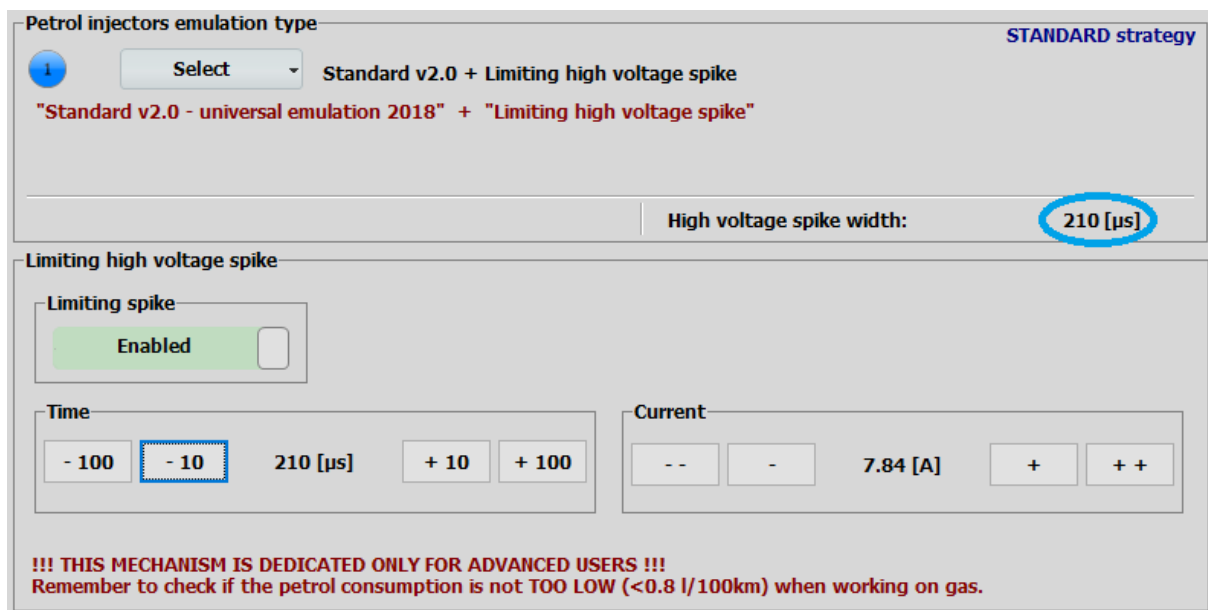 Petrol injectors emulation type
STANDARD strategy
1
Select
Standard v2.0 + Limiting high voltage spike
"Standard v2.0 - universal emulation 2018" + "Limiting high voltage spike"
High voltage spike width: 210 [µs]
Limiting high voltage spike
Limiting spike
Enabled
Time
- 100 - 10 210 [µs] + 10 + 100
Current
- - - 7.84 [A] + + +
!!! THIS MECHANISM IS DEDICATED ONLY FOR ADVANCED USERS !!!
Remember to check if the petrol consumption is not TOO LOW (<0.8 l/100km) when working on gas.